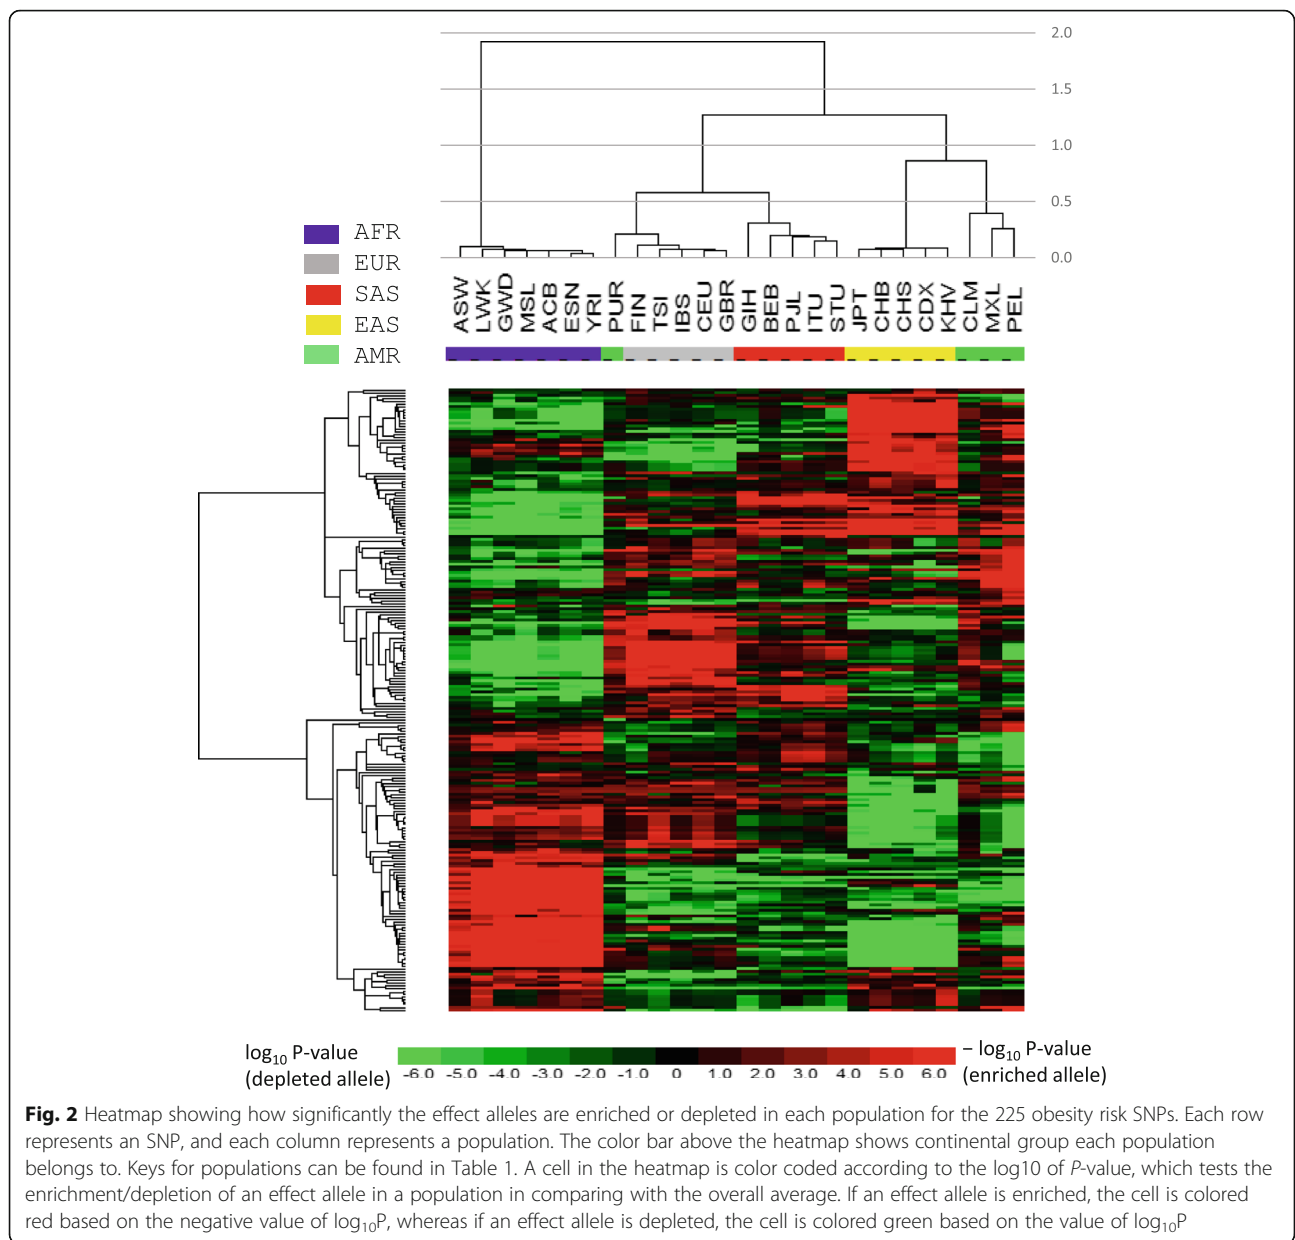 2.0
1.5
1.0
0.5
0.0
AFR
EUR
SAS
EAS
AMR
ASW LWK GWD MSL ACB ESN YRI PUR FIN TSI IBS CEU GBR GIH BEB PJL ITU STU JPT CHB CHS CDX KHV CLM MXL PEL
log10 P-value
(depleted allele)
-6.0 -5.0 -4.0 -3.0 -2.0 -1.0 0 1.0 2.0 3.0 4.0 5.0 6.0
− log10 P-value
(enriched allele)
Fig. 2 Heatmap showing how significantly the effect alleles are enriched or depleted in each population for the 225 obesity risk SNPs. Each row
represents an SNP, and each column represents a population. The color bar above the heatmap shows continental group each population
belongs to. Keys for populations can be found in Table 1. A cell in the heatmap is color coded according to the log10 of P-value, which tests the
enrichment/depletion of an effect allele in a population in comparing with the overall average. If an effect allele is enriched, the cell is colored
red based on the negative value of log10P, whereas if an effect allele is depleted, the cell is colored green based on the value of log10P